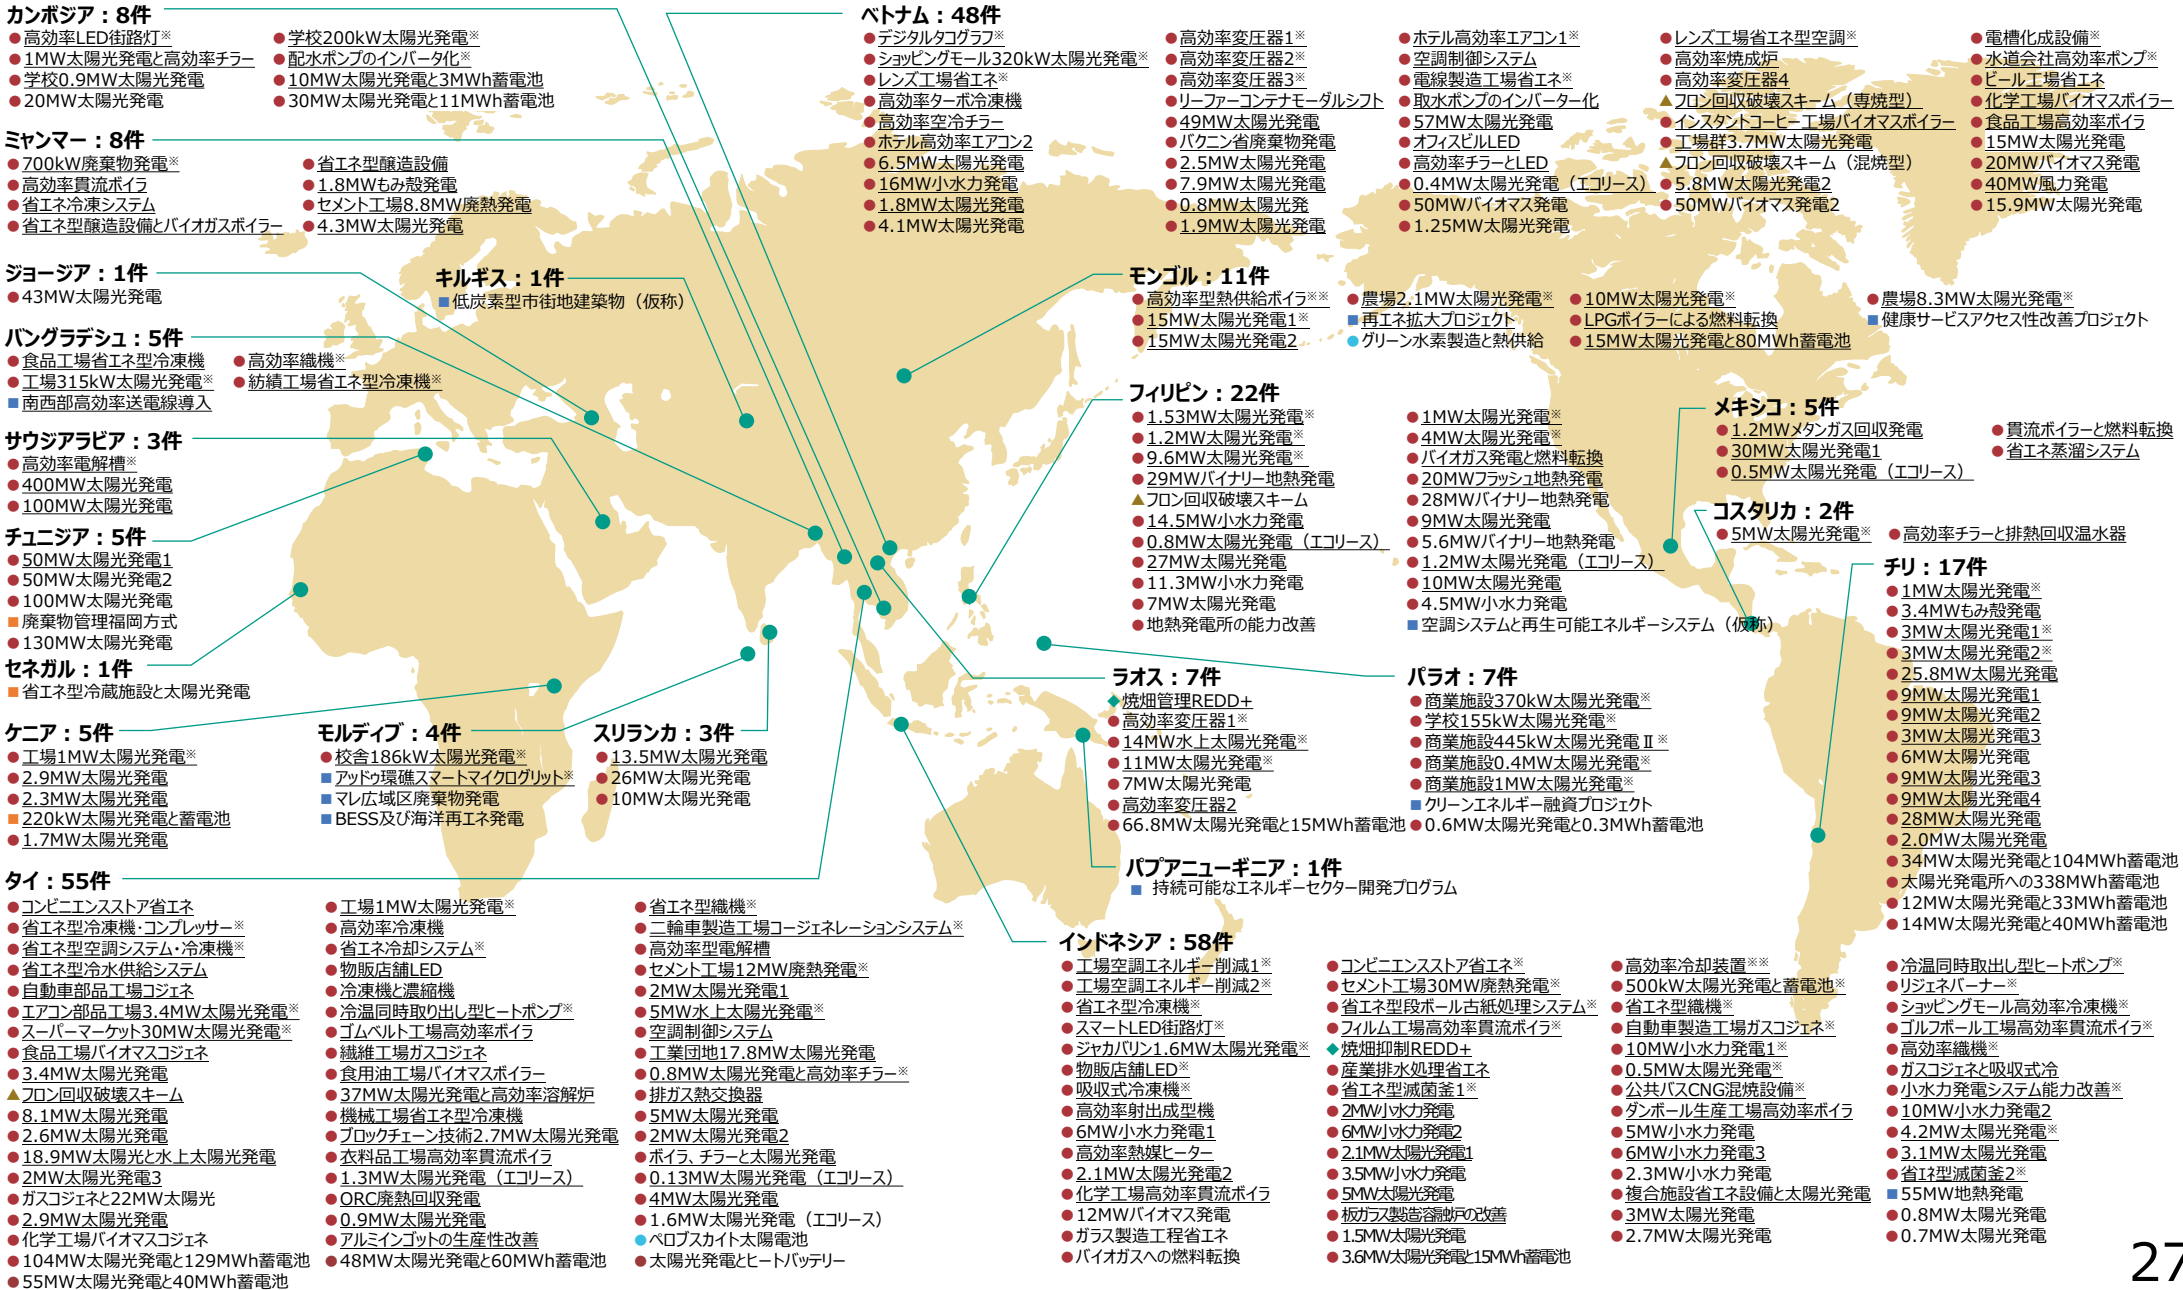 カンボジア：8件
●高効率LED街路灯※
●1MW太陽光発電と高効率チラー
●学校0.9MW太陽光発電
●20MW太陽光発電
●学校200kW太陽光発電※
●配水ポンプのインバータ化※
●10MW太陽光発電と3MWh蓄電池
●30MW太陽光発電と11MWh蓄電池
ミャンマー：8件
●700kW廃棄物発電※
●高効率貫流ボイラ
●省エネ冷凍システム
●省エネ型醸造設備とバイオガスボイラー
●省エネ型醸造設備
●1.8MWもみ殻発電
●セメント工場8.8MW廃熱発電
●4.3MW太陽光発電
ジョージア：1件
●43MW太陽光発電
キルギス：1件
■低炭素型市街地建築物（仮称）
バングラデシュ：5件
●食品工場省エネ型冷凍機
●工場315kW太陽光発電※
■南西部高効率送電線導入
●高効率織機※
●紡績工場省エネ型冷凍機※
サウジアラビア：3件
●高効率電解槽※
●400MW太陽光発電
●100MW太陽光発電
チュニジア：5件
●50MW太陽光発電1
●50MW太陽光発電2
●100MW太陽光発電
■廃棄物管理福岡方式
●130MW太陽光発電
セネガル：1件
■省エネ型冷蔵施設と太陽光発電
ケニア：5件
●工場1MW太陽光発電※
●2.9MW太陽光発電
●2.3MW太陽光発電
■220kW太陽光発電と蓄電池
●1.7MW太陽光発電
モルディブ：4件
●校舎186kW太陽光発電※
■アッドゥ環礁スマートマイクログリット※
■マレ広域区廃棄物発電
■BESS及び海洋再エネ発電
スリランカ：3件
●13.5MW太陽光発電
●26MW太陽光発電
●10MW太陽光発電
ベトナム：48件
●デジタルタコグラフ※
●ショッピングモール320kW太陽光発電※
●レンズ工場省エネ※
●高効率ターボ冷凍機
●高効率空冷チラー
●ホテル高効率エアコン2
●6.5MW太陽光発電
●16MW小水力発電
●1.8MW太陽光発電
●4.1MW太陽光発電
●高効率変圧器1※
●高効率変圧器2※
●高効率変圧器3※
●リーファーコンテナモーダルシフト
●49MW太陽光発電
●バクニン省廃棄物発電
●2.5MW太陽光発電
●7.9MW太陽光発電
●0.8MW太陽光発
●1.9MW太陽光発電
●ホテル高効率エアコン1※
●空調制御システム
●電線製造工場省エネ※
●取水ポンプのインバーター化
●57MW太陽光発電
●オフィスビルLED
●高効率チラーとLED
●0.4MW太陽光発電（エコリース）
●50MWバイオマス発電
●1.25MW太陽光発電
●レンズ工場省エネ型空調※
●高効率焼成炉
●高効率変圧器4
▲フロン回収破壊スキーム（専焼型）
●インスタントコーヒー工場バイオマスボイラー
●工場群3.7MW太陽光発電
▲フロン回収破壊スキーム（混焼型）
●5.8MW太陽光発電2
●50MWバイオマス発電2
●電槽化成設備※
●水道会社高効率ポンプ※
●ビール工場省エネ
●化学工場バイオマスボイラー
●食品工場高効率ボイラ
●15MW太陽光発電
●20MWバイオマス発電
●40MW風力発電
●15.9MW太陽光発電
モンゴル：11件
●高効率型熱供給ボイラ※※
●15MW太陽光発電1※
●15MW太陽光発電2
●農場2.1MW太陽光発電※
■再エネ拡大プロジェクト
●グリーン水素製造と熱供給
●10MW太陽光発電※
●LPGボイラーによる燃料転換
●15MW太陽光発電と80MWh蓄電池
●農場8.3MW太陽光発電※
■健康サービスアクセス性改善プロジェクト
フィリピン：22件
●1.53MW太陽光発電※
●1.2MW太陽光発電※
●9.6MW太陽光発電※
●29MWバイナリー地熱発電
▲フロン回収破壊スキーム
●14.5MW小水力発電
●0.8MW太陽光発電（エコリース）
●27MW太陽光発電
●11.3MW小水力発電
●7MW太陽光発電
●地熱発電所の能力改善
●1MW太陽光発電※
●4MW太陽光発電※
●バイオガス発電と燃料転換
●20MWフラッシュ地熱発電
●28MWバイナリー地熱発電
●9MW太陽光発電
●5.6MWバイナリー地熱発電
●1.2MW太陽光発電（エコリース）
●10MW太陽光発電
●4.5MW小水力発電
■空調システムと再生可能エネルギーシステム（仮称）
メキシコ：5件
●1.2MWメタンガス回収発電
●30MW太陽光発電1
●0.5MW太陽光発電（エコリース）
●貫流ボイラーと燃料転換
●省エネ蒸溜システム
コスタリカ：2件
●5MW太陽光発電※
●高効率チラーと排熱回収温水器
チリ：17件
●1MW太陽光発電※
●3.4MWもみ殻発電
●3MW太陽光発電1※
●3MW太陽光発電2※
●25.8MW太陽光発電
●9MW太陽光発電1
●9MW太陽光発電2
●3MW太陽光発電3
●6MW太陽光発電
●9MW太陽光発電3
●9MW太陽光発電4
●28MW太陽光発電
●2.0MW太陽光発電
●34MW太陽光発電と104MWh蓄電池
●太陽光発電所への338MWh蓄電池
●12MW太陽光発電と33MWh蓄電池
●14MW太陽光発電と40MWh蓄電池
ラオス：7件
◆焼畑管理REDD+
●高効率変圧器1※
●14MW水上太陽光発電※
●11MW太陽光発電※
●7MW太陽光発電
●高効率変圧器2
●66.8MW太陽光発電と15MWh蓄電池
パラオ：7件
●商業施設370kW太陽光発電※
●学校155kW太陽光発電※
●商業施設445kW太陽光発電Ⅱ※
●商業施設0.4MW太陽光発電※
●商業施設1MW太陽光発電※
■クリーンエネルギー融資プロジェクト
●0.6MW太陽光発電と0.3MWh蓄電池
パプアニューギニア：1件
■ 持続可能なエネルギーセクター開発プログラム
タイ：55件
●コンビニエンスストア省エネ
●省エネ型冷凍機・コンプレッサー※
●省エネ型空調システム・冷凍機※
●省エネ型冷水供給システム
●自動車部品工場コジェネ
●エアコン部品工場3.4MW太陽光発電※
●スーパーマーケット30MW太陽光発電※
●食品工場バイオマスコジェネ
●3.4MW太陽光発電
▲フロン回収破壊スキーム
●8.1MW太陽光発電
●2.6MW太陽光発電
●18.9MW太陽光と水上太陽光発電
●2MW太陽光発電3
●ガスコジェネと22MW太陽光
●2.9MW太陽光発電
●化学工場バイオマスコジェネ
●104MW太陽光発電と129MWh蓄電池
●55MW太陽光発電と40MWh蓄電池
●工場1MW太陽光発電※
●高効率冷凍機
●省エネ冷却システム※
●物販店舗LED
●冷凍機と濃縮機
●冷温同時取り出し型ヒートポンプ※
●ゴムベルト工場高効率ボイラ
●繊維工場ガスコジェネ
●食用油工場バイオマスボイラー
●37MW太陽光発電と高効率溶解炉
●機械工場省エネ型冷凍機
●ブロックチェーン技術2.7MW太陽光発電
●衣料品工場高効率貫流ボイラ
●1.3MW太陽光発電（エコリース）
●ORC廃熱回収発電
●0.9MW太陽光発電
●アルミインゴットの生産性改善
●48MW太陽光発電と60MWh蓄電池
●省エネ型織機※
●二輪車製造工場コージェネレーションシステム※
●高効率型電解槽
●セメント工場12MW廃熱発電※
●2MW太陽光発電1
●5MW水上太陽光発電※
●空調制御システム
●工業団地17.8MW太陽光発電
●0.8MW太陽光発電と高効率チラー※
●排ガス熱交換器
●5MW太陽光発電
●2MW太陽光発電2
●ボイラ、チラーと太陽光発電
●0.13MW太陽光発電（エコリース）
●4MW太陽光発電
●1.6MW太陽光発電（エコリース）
●ペロブスカイト太陽電池
●太陽光発電とヒートバッテリー
インドネシア：58件
●工場空調エネルギー削減1※
●工場空調エネルギー削減2※
●省エネ型冷凍機※
●スマートLED街路灯※
●ジャカバリン1.6MW太陽光発電※
●物販店舗LED※
●吸収式冷凍機※
●高効率射出成型機
●6MW小水力発電1
●高効率熱媒ヒーター
●2.1MW太陽光発電2
●化学工場高効率貫流ボイラ
●12MWバイオマス発電
●ガラス製造工程省エネ
●バイオガスへの燃料転換
●コンビニエンスストア省エネ※
●セメント工場30MW廃熱発電※
●省エネ型段ボール古紙処理システム※
●フィルム工場高効率貫流ボイラ※
◆焼畑抑制REDD+
●産業排水処理省エネ
●省エネ型滅菌釜1※
●2MW小水力発電
●6MW小水力発電2
●2.1MW太陽光発電1
●3.5MW小水力発電
●5MW太陽光発電
●板ガラス製造溶融炉の改善
●1.5MW太陽光発電
●3.6MW太陽光発電と15MWh蓄電池
●高効率冷却装置※※
●500kW太陽光発電と蓄電池※
●省エネ型織機※
●自動車製造工場ガスコジェネ※
●10MW小水力発電1※
●0.5MW太陽光発電※
●公共バスCNG混焼設備※
●ダンボール生産工場高効率ボイラ
●5MW小水力発電
●6MW小水力発電3
●2.3MW小水力発電
●複合施設省エネ設備と太陽光発電
●3MW太陽光発電
●2.7MW太陽光発電
●冷温同時取出し型ヒートポンプ※
●リジェネバーナー※
●ショッピングモール高効率冷凍機※
●ゴルフボール工場高効率貫流ボイラ※
●高効率織機※
●ガスコジェネと吸収式冷
●小水力発電システム能力改善※
●10MW小水力発電2
●4.2MW太陽光発電※
●3.1MW太陽光発電
●省エネ型滅菌釜2※
■55MW地熱発電
●0.8MW太陽光発電
●0.7MW太陽光発電
27